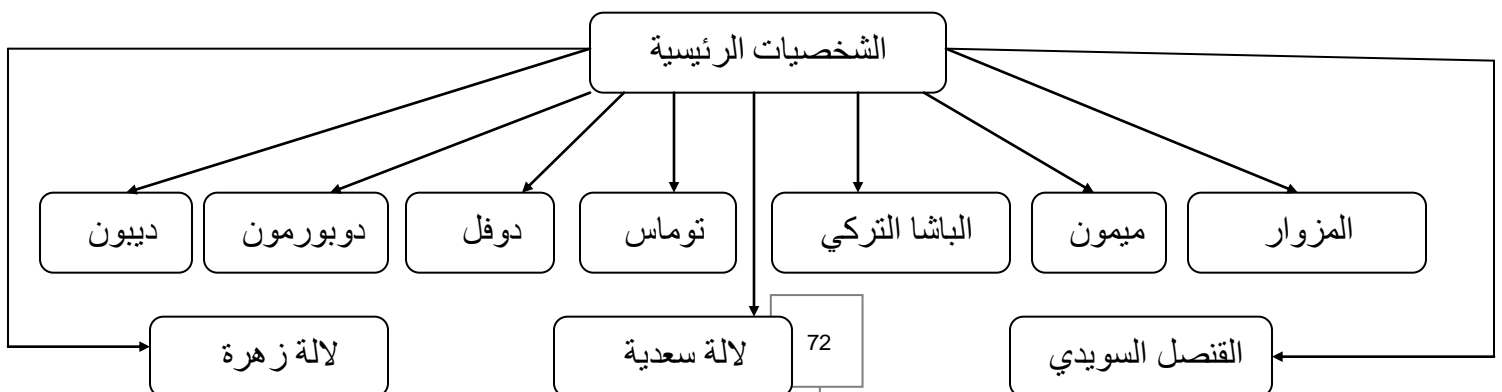 الشخصيات الرئيسية
المزوار
ميمون
الباشا التركي
توماس
دوفل
دوبورمون
ديبون
القنصل السويدي
لالة سعدية
لالة زهرة
72